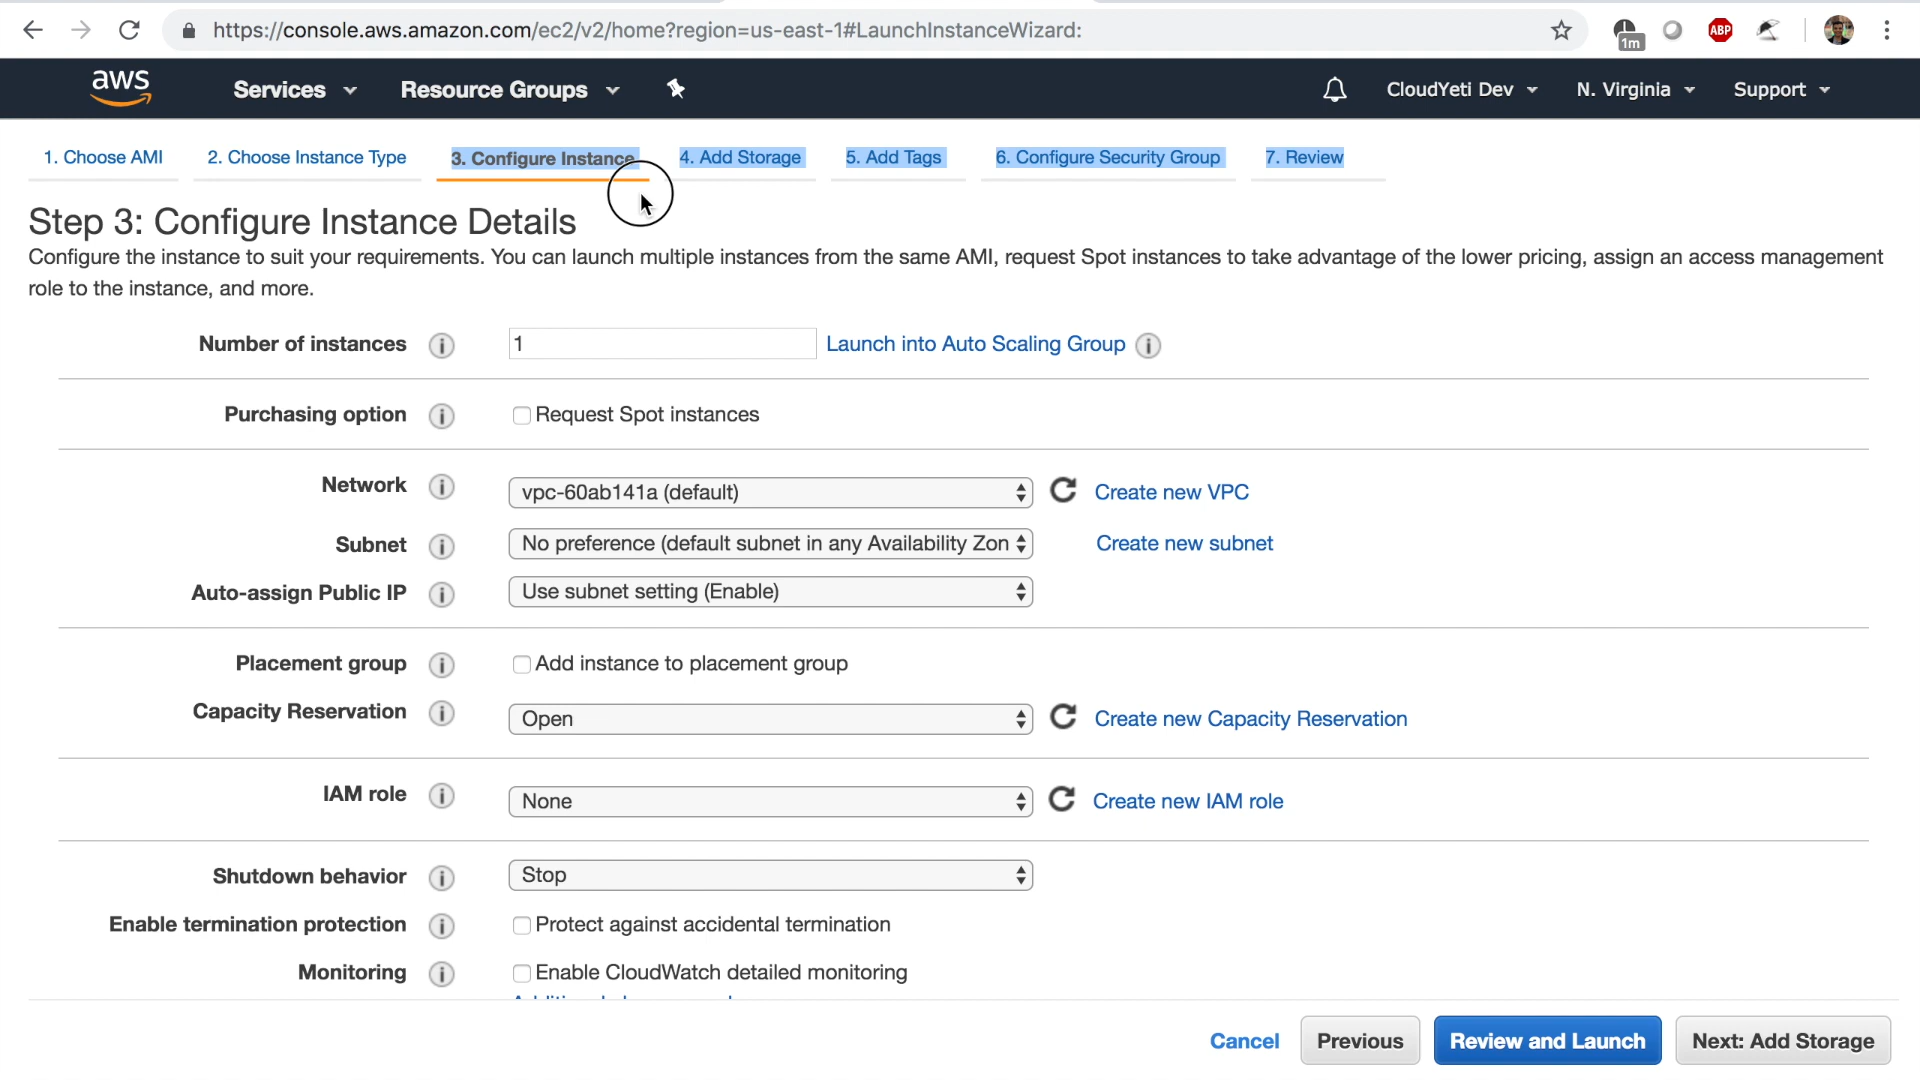 https://console.aws.amazon.com/ec2/v2/home?region=us-east-1#LaunchInstanceWizard:
1m
ABP
aws
Services
Resource Groups
CloudYeti Dev
N. Virginia
Support
1. Choose AMI
2. Choose Instance Type
3. Configure Instance
4. Add Storage
5. Add Tags
6. Configure Security Group
7. Review
Step 3: Configure Instance Details
Configure the instance to suit your requirements. You can launch multiple instances from the same AMI, request Spot instances to take advantage of the lower pricing, assign an access management
role to the instance, and more.
Number of instances
1
Launch into Auto Scaling Group
Purchasing option
Request Spot instances
Network
vpc-60ab141a (default)
Create new VPC
Subnet
No preference (default subnet in any Availability Zon
Create new subnet
Auto-assign Public IP
Use subnet setting (Enable)
Placement group
Add instance to placement group
Capacity Reservation
Open
Create new Capacity Reservation
IAM role
None
Create new IAM role
Shutdown behavior
Stop
Enable termination protection
Protect against accidental termination
Monitoring
Enable CloudWatch detailed monitoring
Cancel
Previous
Review and Launch
Next: Add Storage